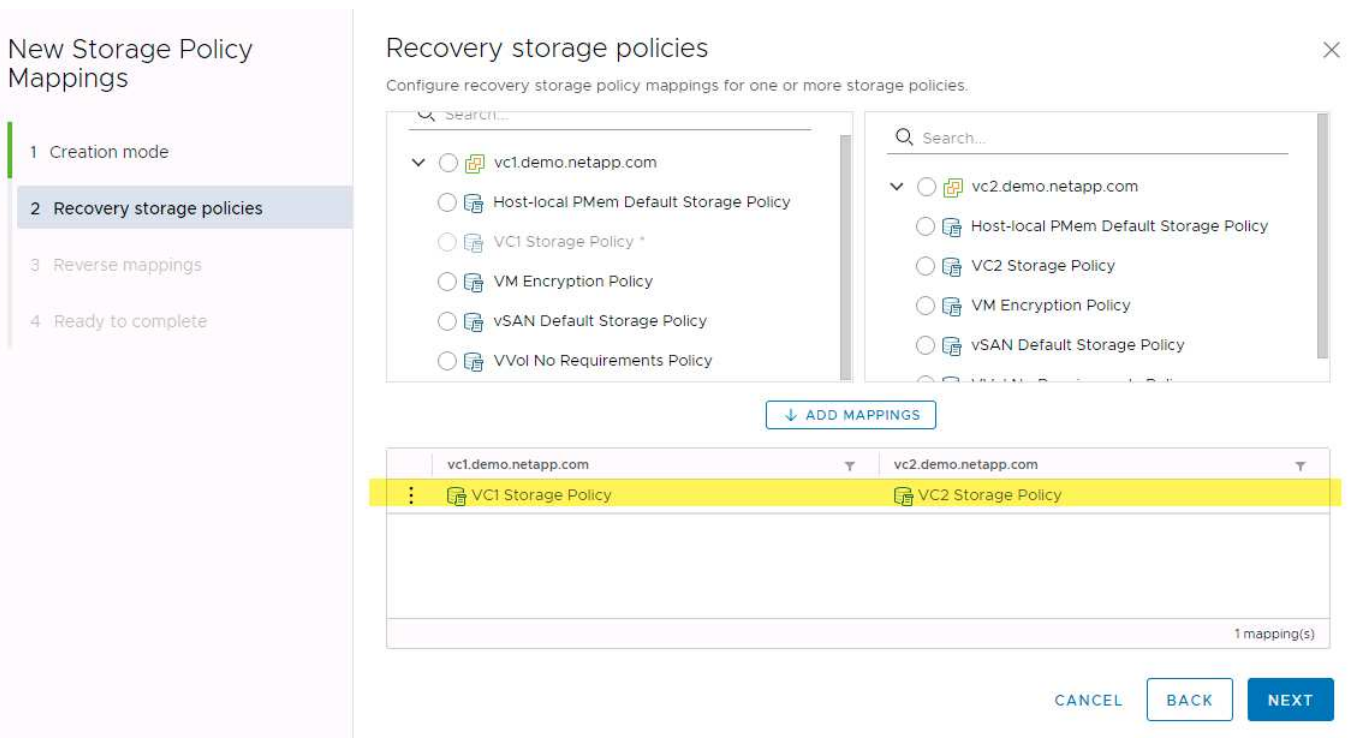 New Storage Policy
Mappings
1 Creation mode
2 Recovery storage policies
3 Reverse mappings
4 Ready to complete
Recovery storage policies
Configure recovery storage policy mappings for one or more storage policies.
Search...
vc1.demo.netapp.com
Host-local PMem Default Storage Policy
VC1 Storage Policy *
VM Encryption Policy
vSAN Default Storage Policy
VVol No Requirements Policy
Search...
vc2.demo.netapp.com
Host-local PMem Default Storage Policy
VC2 Storage Policy
VM Encryption Policy
vSAN Default Storage Policy
ADD MAPPINGS
vc1.demo.netapp.com vc2.demo.netapp.com
VC1 Storage Policy VC2 Storage Policy
1 mapping(s)
CANCEL BACK NEXT